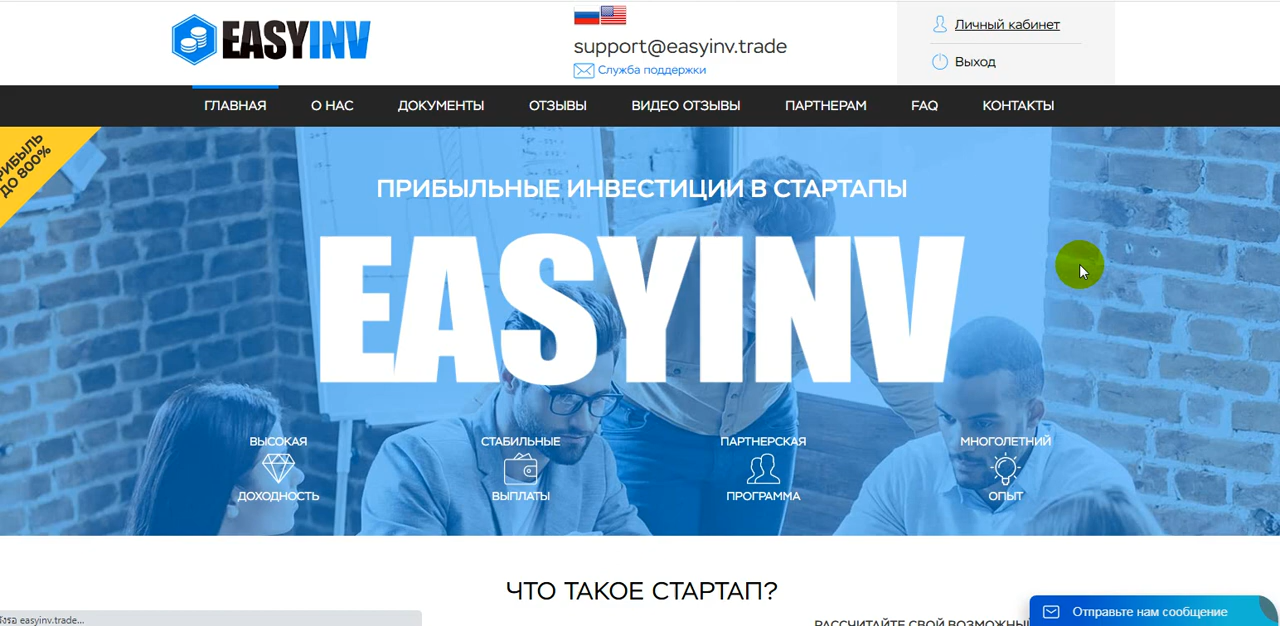 EASYINV
support@easyinv.trade
Служба поддержки
Личный кабинет
Выход
ГЛАВНАЯ
О НАС
ДОКУМЕНТЫ
ОТЗЫВЫ
ВИДЕО ОТЗЫВЫ
ПАРТНЕРАМ
FAQ
КОНТАКТЫ
РИБЫЛЬ
ДО 800%
ПРИБЫЛЬНЫЕ ИНВЕСТИЦИИ В СТАРТАПЫ
EASYINV
ВЫСОКАЯ
ДОХОДНОСТЬ
СТАБИЛЬНЫЕ
ВЫПЛАТЫ
ПАРТНЕРСКАЯ
ПРОГРАММА
МНОГОЛЕТНИЙ
ОПЫТ
ЧТО ТАКОЕ СТАРТАП?
РАССЧИТАЙТЕ СВОЙ ВОЗМОЖНЫ
Отправьте нам сообщение
easyinv.trade...